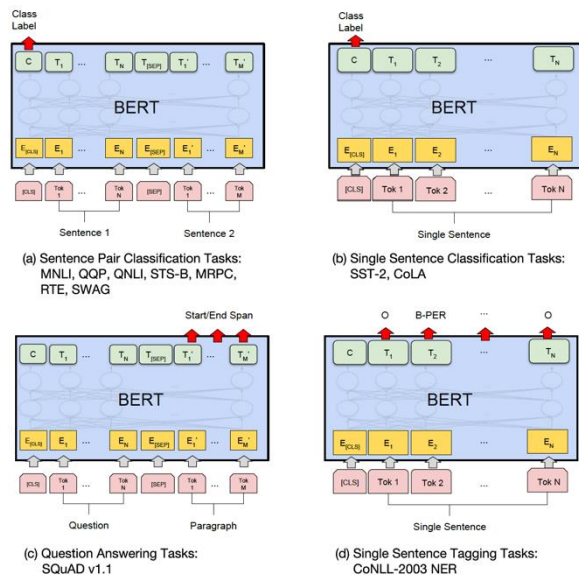 Class
Label
C T1 ... TN T[SEP] T1' ... TM'
BERT
E[CLS] E1 ... EN E[SEP] E1' ... EM'
[CLS] Tok 1 ... Tok N [SEP] Tok 1 ... Tok M
Sentence 1 Sentence 2
(a) Sentence Pair Classification Tasks:
MNLI, QQP, QNLI, STS-B, MRPC,
RTE, SWAG
Class
Label
C T1 T2 ... TN
BERT
E[CLS] E1 E2 EN
[CLS] Tok 1 Tok 2 ... Tok N
Single Sentence
(b) Single Sentence Classification Tasks:
SST-2, CoLA
Start/End Span
C T1 ... TN T[SEP] T1' ... TM'
BERT
E[CLS] E1 ... EN E[SEP] E1' ... EM'
[CLS] Tok 1 ... Tok N [SEP] Tok 1 ... Tok M
Question Paragraph
(c) Question Answering Tasks:
SQuAD v1.1
O B-PER ... O
C T1 T2 ... TN
BERT
E[CLS] E1 E2 EN
[CLS] Tok 1 Tok 2 ... Tok N
Single Sentence
(d) Single Sentence Tagging Tasks:
CoNLL-2003 NER